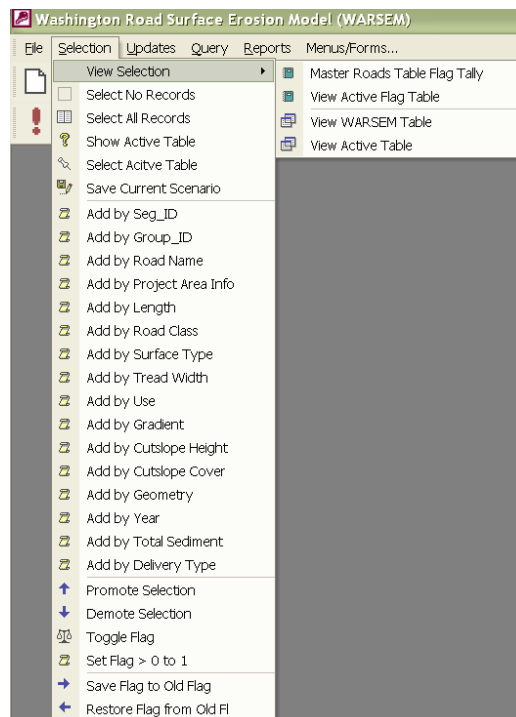 Washington Road Surface Erosion Model (WARSEM)
File Selection Updates Query Reports Menus/Forms...
View Selection
Select No Records
Select All Records
Show Active Table
Select Acitve Table
Save Current Scenario
Add by Seg_ID
Add by Group_ID
Add by Road Name
Add by Project Area Info
Add by Length
Add by Road Class
Add by Surface Type
Add by Tread Width
Add by Use
Add by Gradient
Add by Cutslope Height
Add by Cutslope Cover
Add by Geometry
Add by Year
Add by Total Sediment
Add by Delivery Type
Promote Selection
Demote Selection
Toggle Flag
Set Flag > 0 to 1
Save Flag to Old Flag
Restore Flag from Old Fl
Master Roads Table Flag Tally
View Active Flag Table
View WARSEM Table
View Active Table